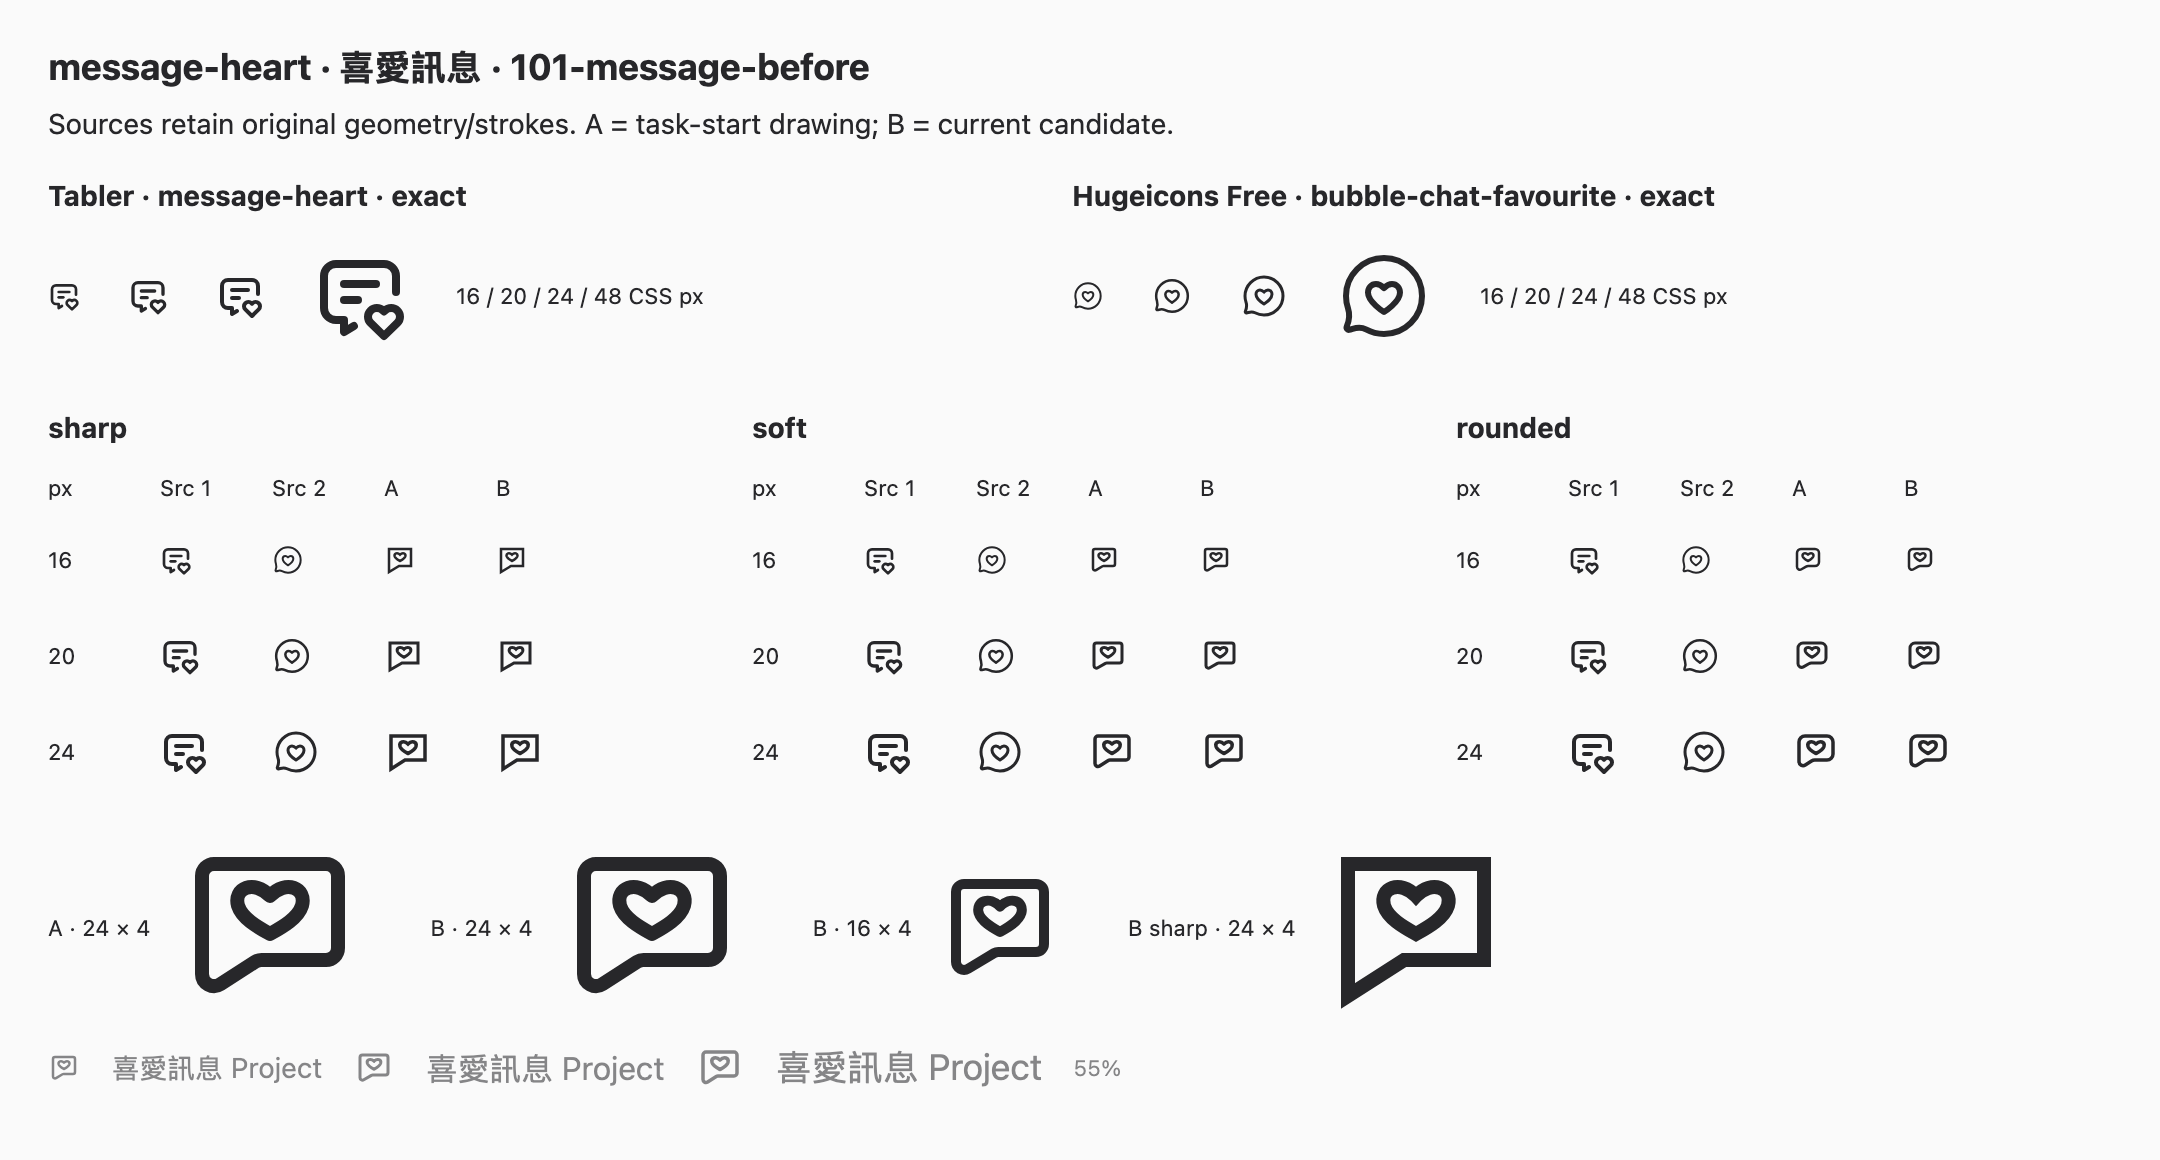 message-heart · 喜愛訊息 · 101-message-before
Sources retain original geometry/strokes. A = task-start drawing; B = current candidate.
Tabler · message-heart · exact
16 / 20 / 24 / 48 CSS px
Hugeicons Free · bubble-chat-favourite · exact
16 / 20 / 24 / 48 CSS px
sharp
px Src 1 Src 2 A B
16
20
24
soft
px Src 1 Src 2 A B
16
20
24
rounded
px Src 1 Src 2 A B
16
20
24
A · 24 × 4
B · 24 × 4
B · 16 × 4
B sharp · 24 × 4
喜愛訊息 Project 喜愛訊息 Project 喜愛訊息 Project 55%